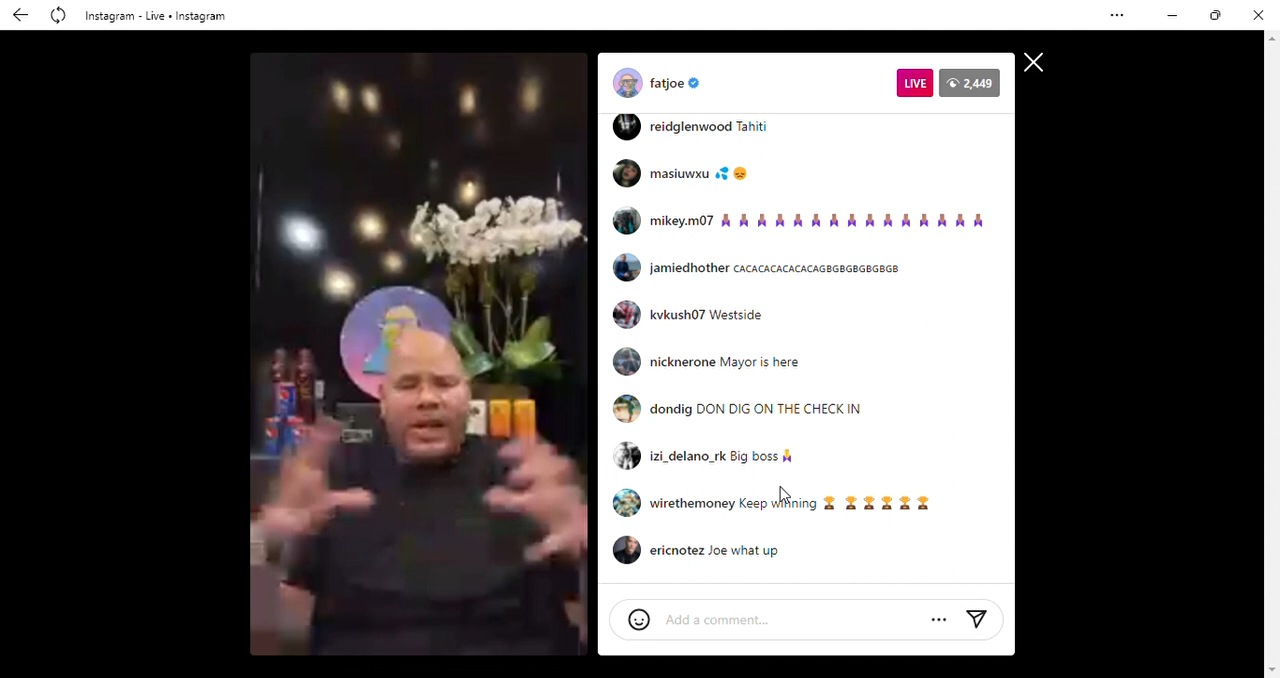 Instagram - Live • Instagram
fatjoe
LIVE
2,449
reidglenwood Tahiti
masiuwxu 💦😞
mikey.m07
jamiedhother CACACACACACACAGBGBGBGBGBGB
kvkush07 Westside
nicknerone Mayor is here
dondig DON DIG ON THE CHECK IN
izi_delano_rk Big boss
wirethemoney Keep winning 🏆 🏆🏆🏆🏆🏆
ericnotez Joe what up
Add a comment...